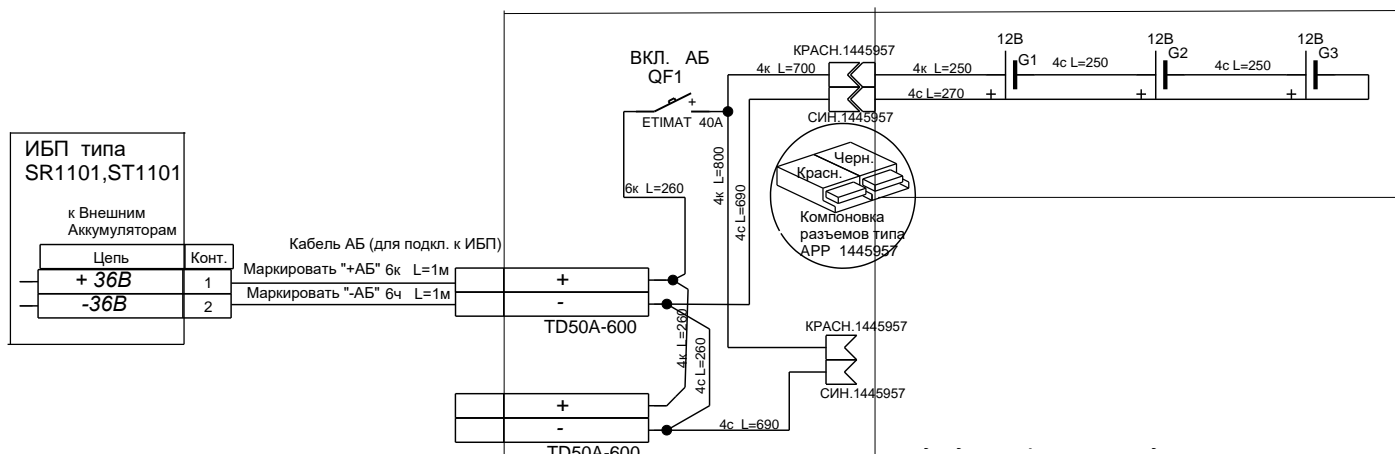 ВКЛ. АБ
QF1
+
ETIMAT 40A
КРАСН.1445957
4к L=700
4к L=250
12В
G1
4с L=250
12В
G2
4с L=250
12В
G3
4с L=270
+
+
+
СИН.1445957
Черн.
Красн.
Компоновка
разъемов типа
APP 1445957
4к L=800
4с L=690
6к L=260
ИБП типа
SR1101,ST1101
к Внешним
Аккумуляторам
Цепь
Конт.
+ 36В
1
-36В
2
Кабель АБ (для подкл. к ИБП)
Маркировать "+АБ" 6к L=1м
Маркировать "-АБ" 6ч L=1м
+
-
TD50A-600
4к L=260
4с L=260
КРАСН.1445957
СИН.1445957
+
-
4с L=690
TD50A-600